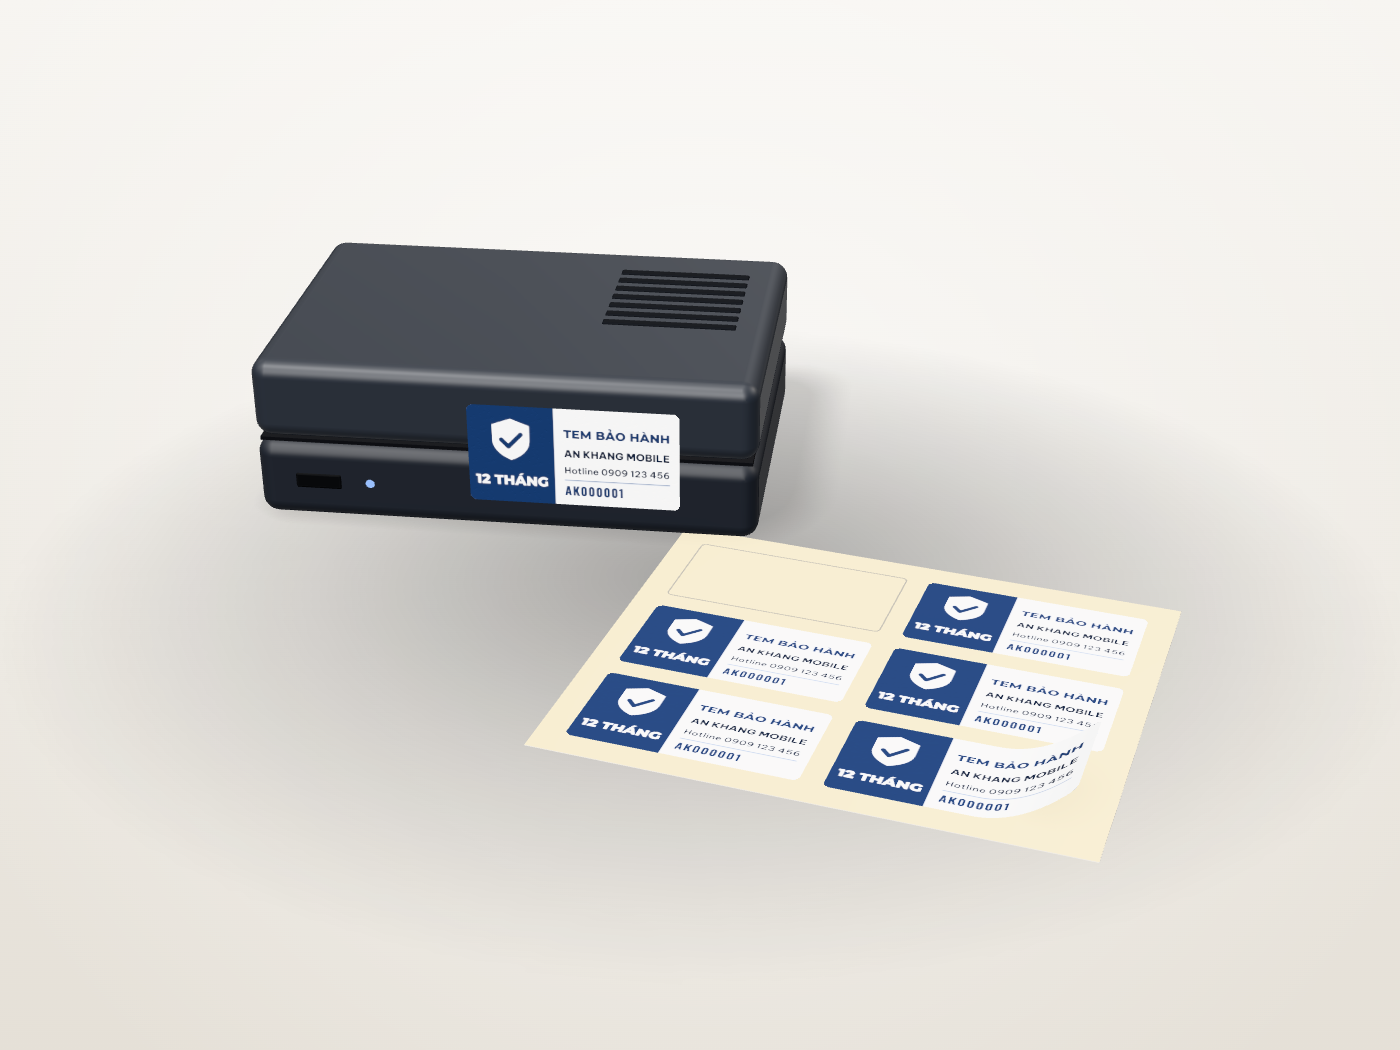 12 THÁNG
TEM BẢO HÀNH
AN KHANG MOBILE
Hotline 0909 123 456
AK000001
12 THÁNG
TEM BẢO HÀNH
AN KHANG MOBILE
Hotline 0909 123 456
AK000001
12 THÁNG
TEM BẢO HÀNH
AN KHANG MOBILE
Hotline 0909 123 456
AK000001
12 THÁNG
TEM BẢO HÀNH
AN KHANG MOBILE
Hotline 0909 123 45
AK000001
12 THÁNG
TEM BẢO HÀNH
AN KHANG MOBILE
Hotline 0909 123 456
AK000001
12 THÁNG
TEM BẢO HÀNH
AN KHANG MOBILE
Hotline 0909 123 456
AK000001